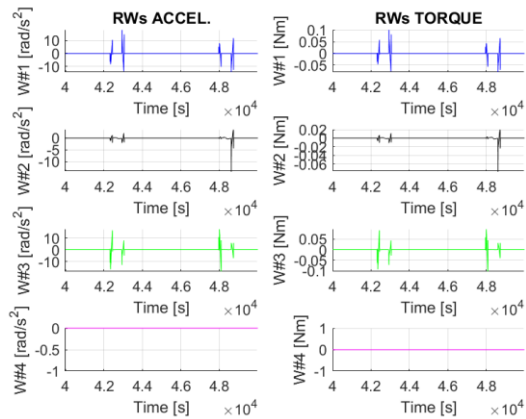 RWs ACCEL.
W#1 [rad/s²]
10
0
-10
4 4.2 4.4 4.6 4.8
Time [s] ×10⁴
W#2 [rad/s²]
0
-5
-10
4 4.2 4.4 4.6 4.8
Time [s] ×10⁴
W#3 [rad/s²]
10
0
-10
4 4.2 4.4 4.6 4.8
Time [s] ×10⁴
W#4 [rad/s²]
0
-0.5
-1
4 4.2 4.4 4.6 4.8
Time [s] ×10⁴
RWs TORQUE
W#1 [Nm]
0.1
0.05
0
-0.05
4 4.2 4.4 4.6 4.8
Time [s] ×10⁴
W#2 [Nm]
0.02
0
-0.02
-0.04
-0.06
4 4.2 4.4 4.6 4.8
Time [s] ×10⁴
W#3 [Nm]
0.05
0
-0.05
-0.1
4 4.2 4.4 4.6 4.8
Time [s] ×10⁴
W#4 [Nm]
1
0
-1
4 4.2 4.4 4.6 4.8
Time [s] ×10⁴